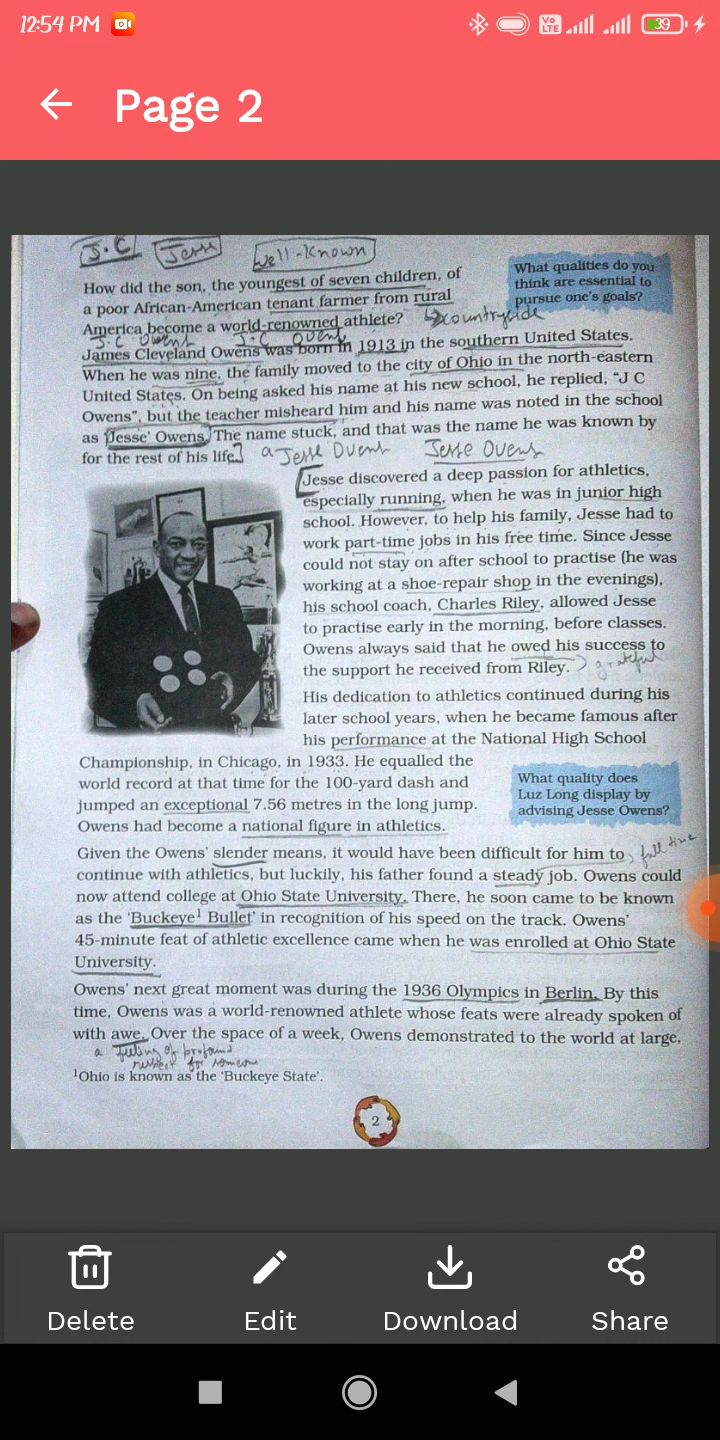 12:54 PM
Vo LTE
39
Page 2
J.C Jesse well-known
How did the son, the youngest of seven children, of
a poor African-American tenant farmer from rural
America become a world-renowned athlete?
countryside
What qualities do you
think are essential to
pursue one's goals?
J.C Owens J.C Owens
James Cleveland Owens was born in 1913 in the southern United States.
When he was nine, the family moved to the city of Ohio in the north-eastern
United States. On being asked his name at his new school, he replied, "J C
Owens", but the teacher misheard him and his name was noted in the school
as 'Jesse' Owens. The name stuck, and that was the name he was known by
for the rest of his life.
Jesse Owens Jesse Owens
Jesse discovered a deep passion for athletics,
especially running, when he was in junior high
school. However, to help his family, Jesse had to
work part-time jobs in his free time. Since Jesse
could not stay on after school to practise (he was
working at a shoe-repair shop in the evenings),
his school coach, Charles Riley, allowed Jesse
to practise early in the morning, before classes.
Owens always said that he owed his success to
the support he received from Riley.
grateful
His dedication to athletics continued during his
later school years, when he became famous after
his performance at the National High School
Championship, in Chicago, in 1933. He equalled the
world record at that time for the 100-yard dash and
jumped an exceptional 7.56 metres in the long jump.
Owens had become a national figure in athletics.
What quality does
Luz Long display by
advising Jesse Owens?
Given the Owens' slender means, it would have been difficult for him to
full time
continue with athletics, but luckily, his father found a steady job. Owens could
now attend college at Ohio State University. There, he soon came to be known
as the 'Buckeye¹ Bullet' in recognition of his speed on the track. Owens'
45-minute feat of athletic excellence came when he was enrolled at Ohio State
University.
Owens' next great moment was during the 1936 Olympics in Berlin. By this
time, Owens was a world-renowned athlete whose feats were already spoken of
with awe. Over the space of a week, Owens demonstrated to the world at large,
a feeling of profound
respect for someone
¹Ohio is known as the 'Buckeye State'.
2
Delete Edit Download Share